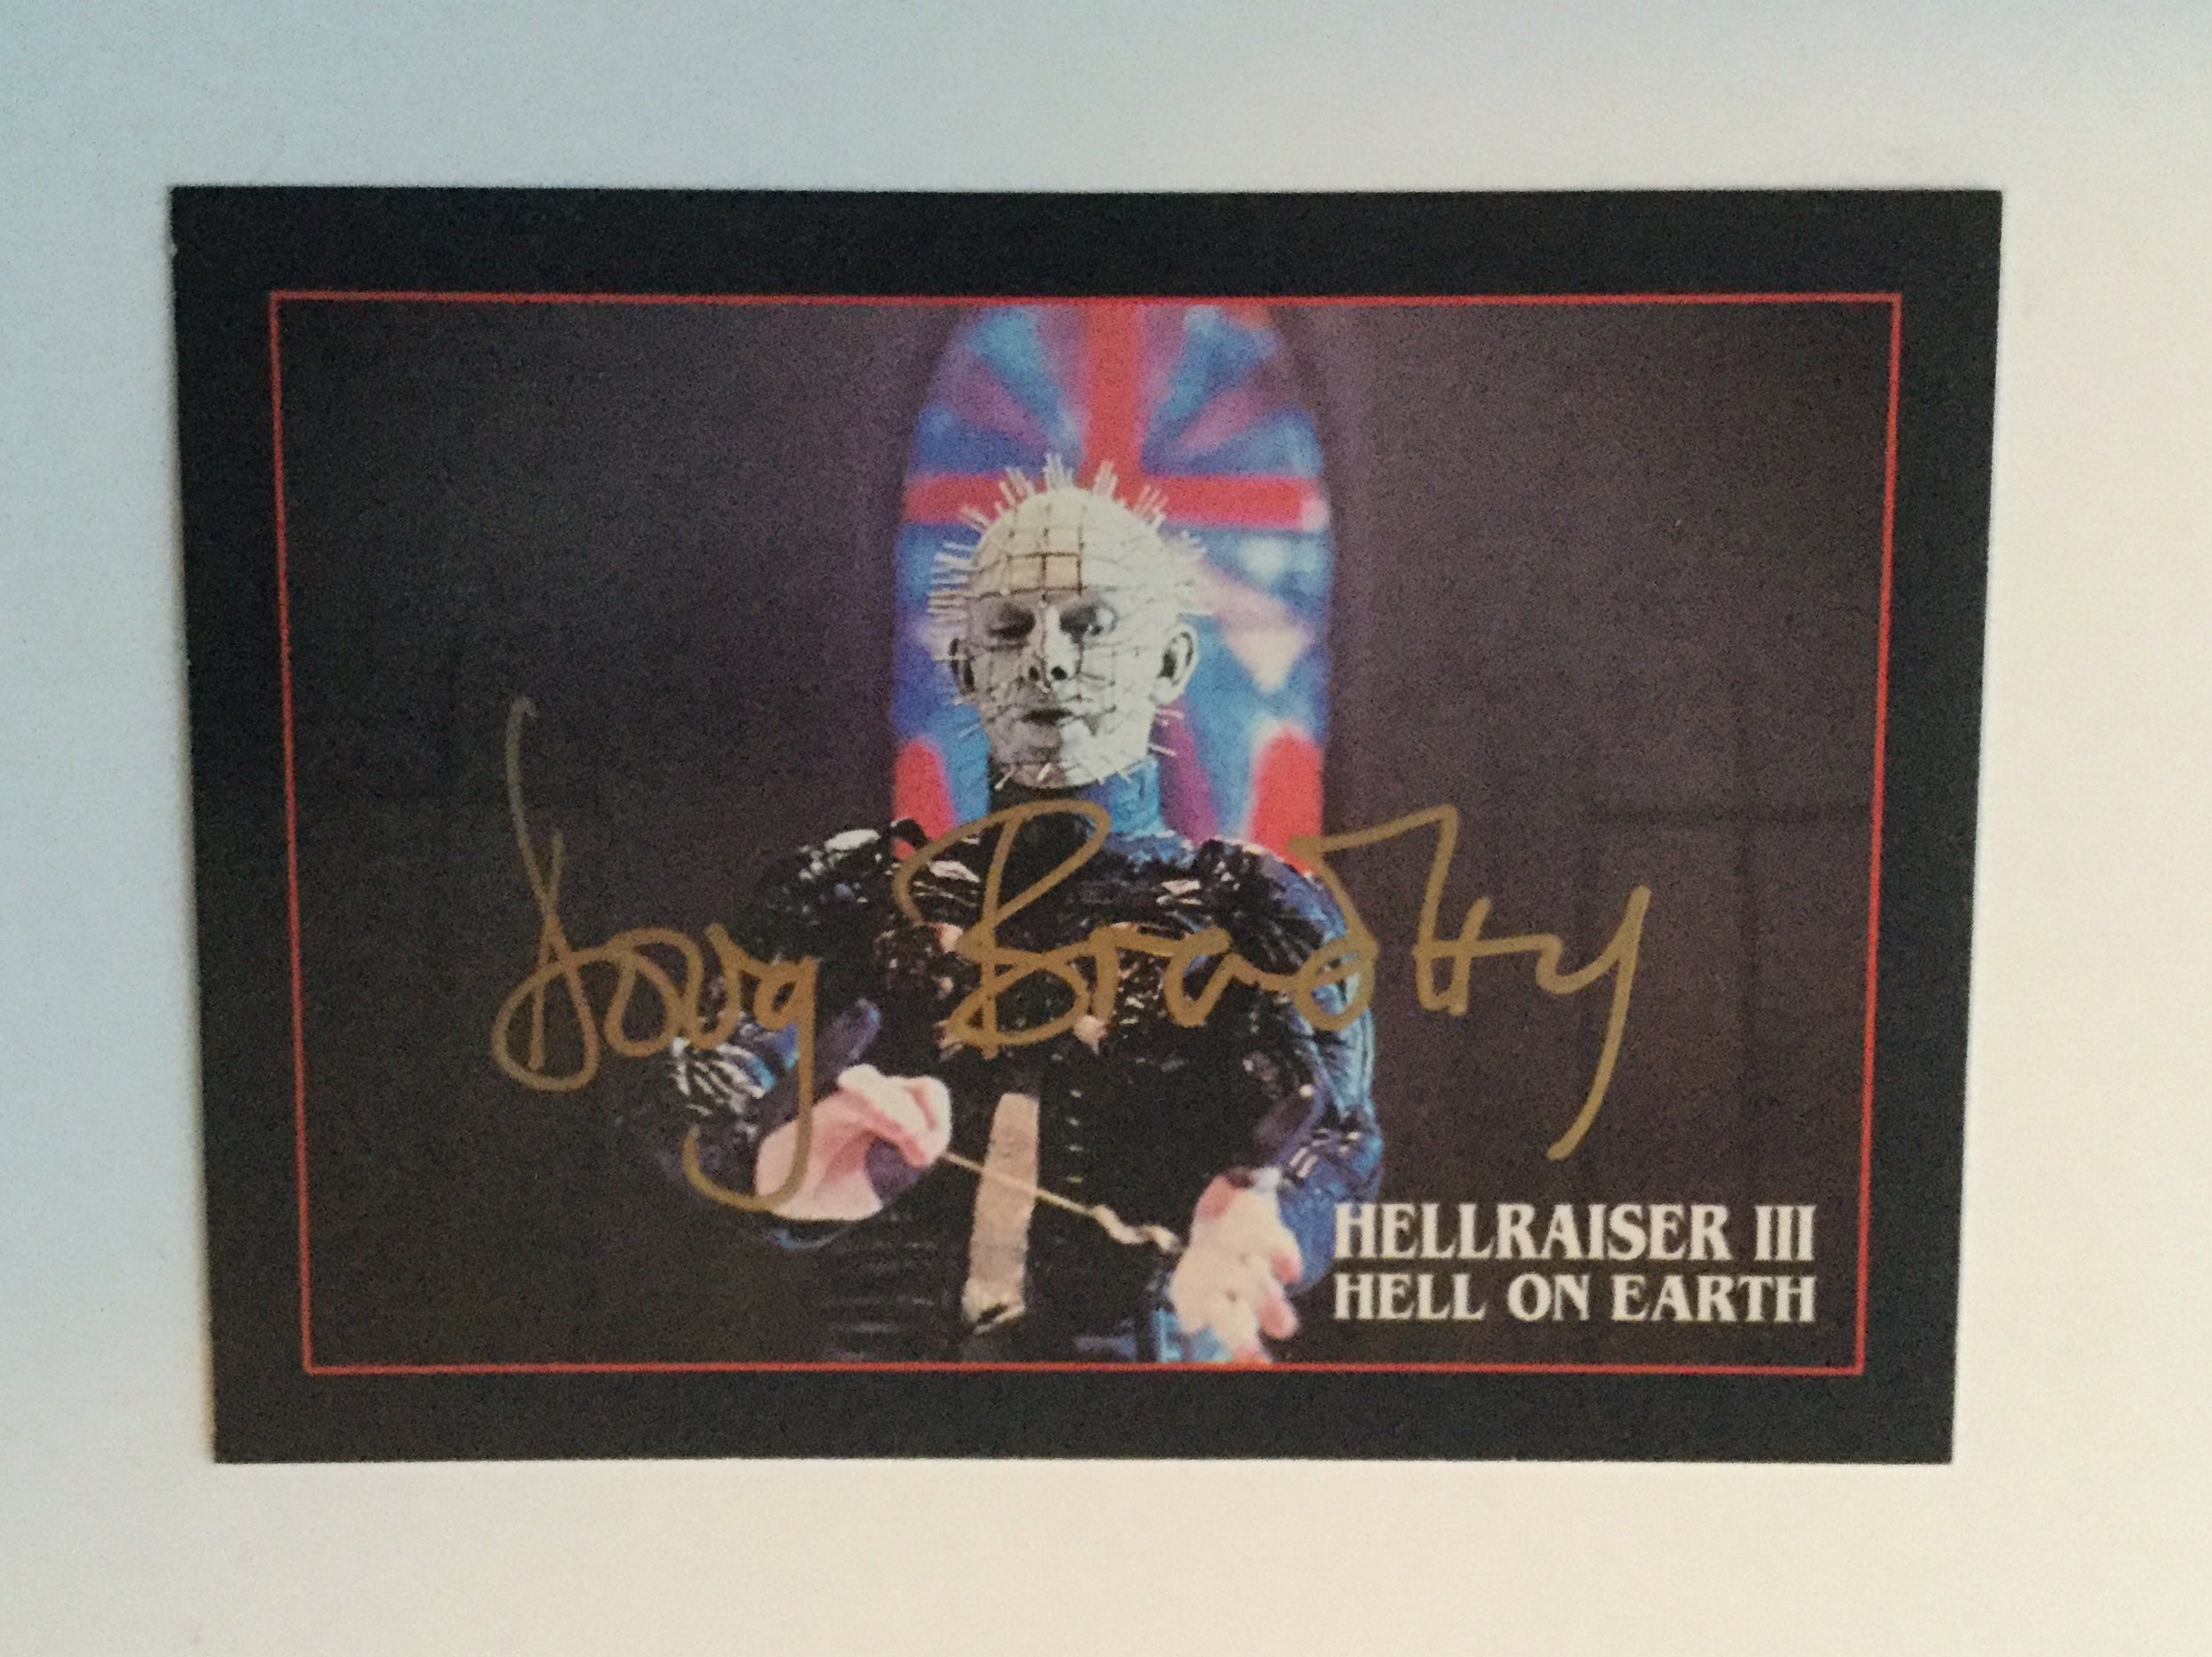 Doug Bradley
HELLRAISER III
HELL ON EARTH